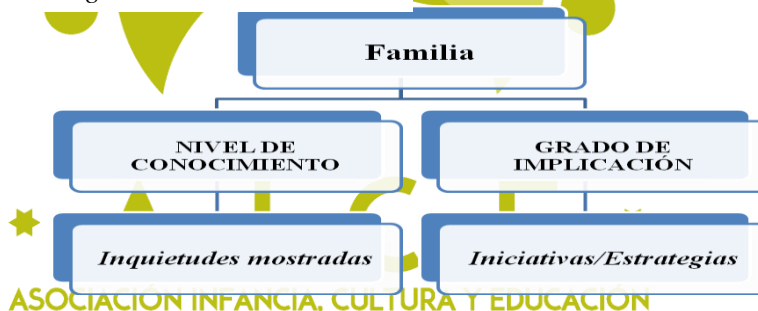 Familia
NIVEL DE
CONOCIMIENTO
GRADO DE
IMPLICACIÓN
Inquietudes mostradas
Iniciativas/Estrategias
ASOCIACIÓN INFANCIA, CULTURA Y EDUCACIÓN